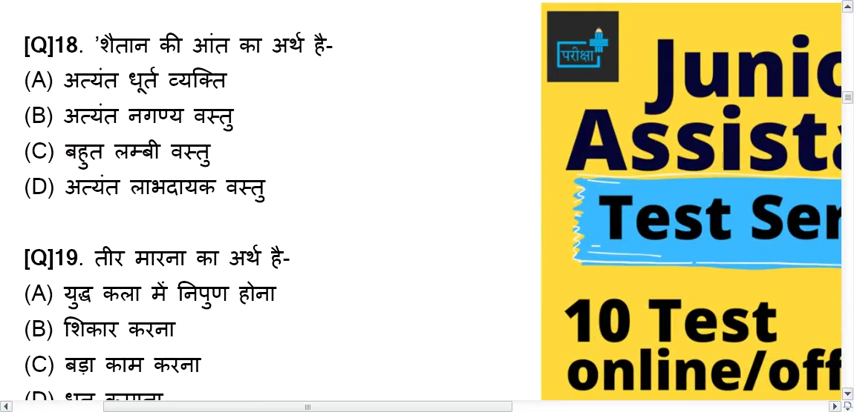 [Q]18. 'शैतान की आंत का अर्थ है-
(A) अत्यंत धूर्त व्यक्ति
(B) अत्यंत नगण्य वस्तु
(C) बहुत लम्बी वस्तु
(D) अत्यंत लाभदायक वस्तु
[Q]19. तीर मारना का अर्थ है-
(A) युद्ध कला में निपुण होना
(B) शिकार करना
(C) बड़ा काम करना
परीक्षा
Junio
Assista
Test Ser
10 Test
online/off